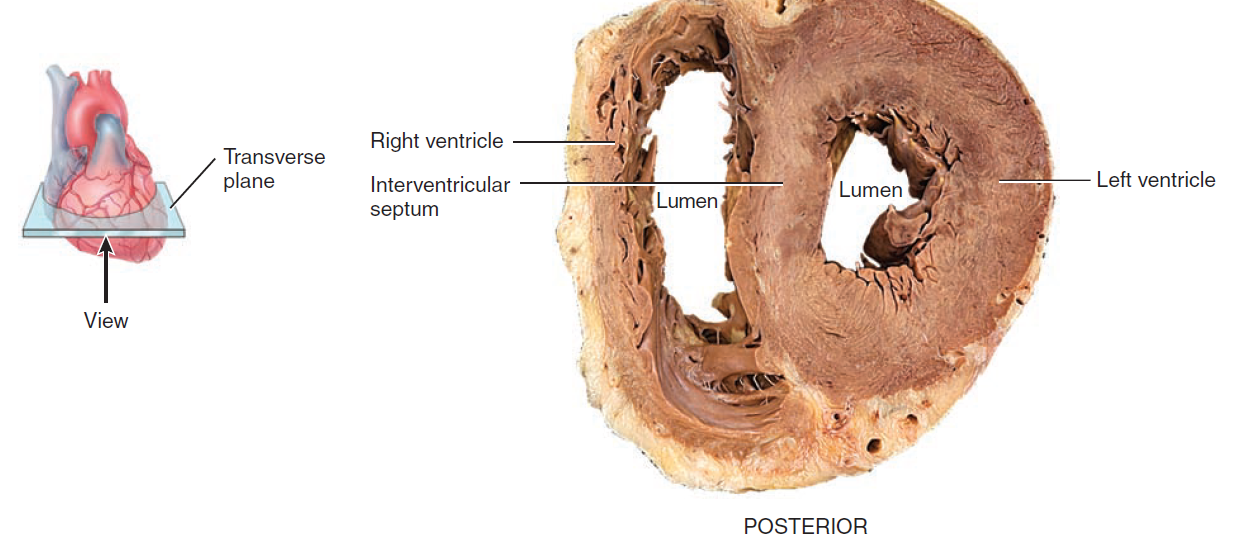 Transverse
plane
View
Right ventricle
Interventricular
septum
Lumen
Lumen
Left ventricle
POSTERIOR